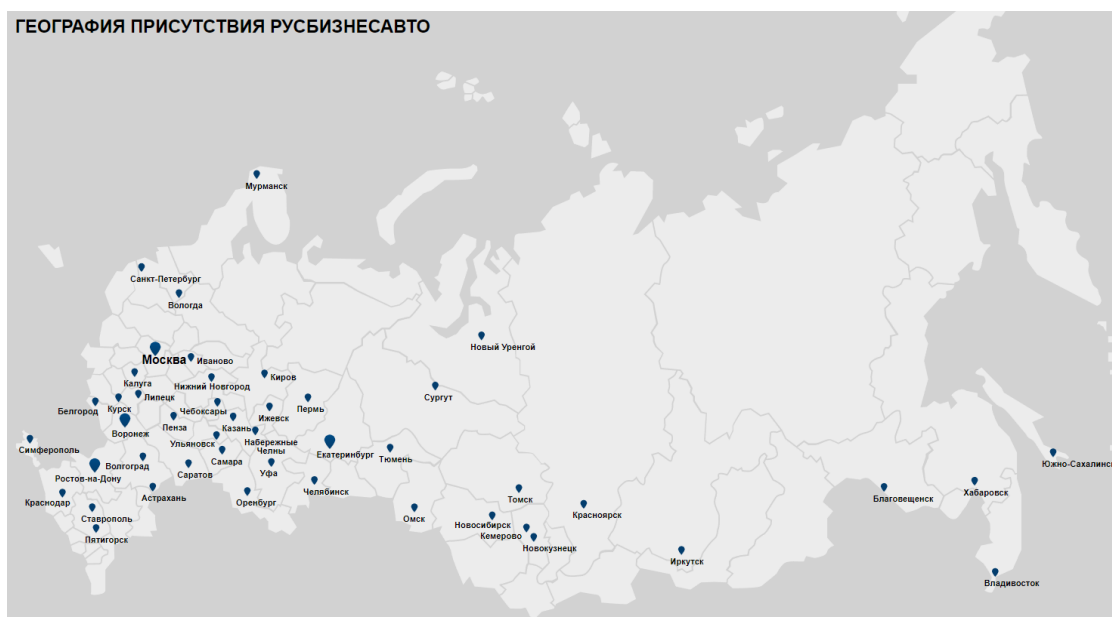 ГЕОГРАФИЯ ПРИСУТСТВИЯ РУСБИЗНЕСАВТО
Мурманск
Санкт-Петербург
Вологда
Новый Уренгой
Москва
Иваново
Калуга
Нижний Новгород
Киров
Сургут
Липецк
Белгород
Курск
Чебоксары
Ижевск
Пермь
Воронеж
Пенза
Казань
Ульяновск
Набережные
Челны
Симферополь
Екатеринбург
Тюмень
Волгоград
Самара
Южно-Сахалинск
Ростов-на-Дону
Саратов
Уфа
Челябинск
Краснодар
Астрахань
Оренбург
Томск
Благовещенск
Хабаровск
Ставрополь
Омск
Новосибирск
Красноярск
Пятигорск
Кемерово
Новокузнецк
Иркутск
Владивосток